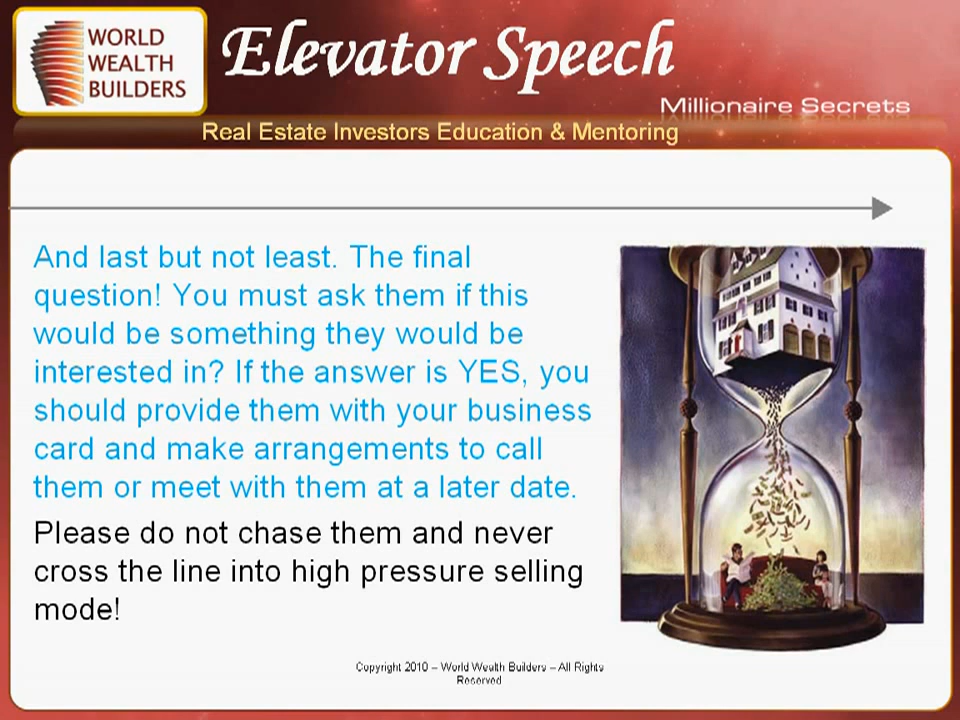 WORLD
WEALTH
BUILDERS
Elevator Speech
Millionaire Secrets
Real Estate Investors Education & Mentoring
And last but not least. The final
question! You must ask them if this
would be something they would be
interested in? If the answer is YES, you
should provide them with your business
card and make arrangements to call
them or meet with them at a later date.
Please do not chase them and never
cross the line into high pressure selling
mode!
Copyright 2010 – World Wealth Builders – All Rights
Reserved